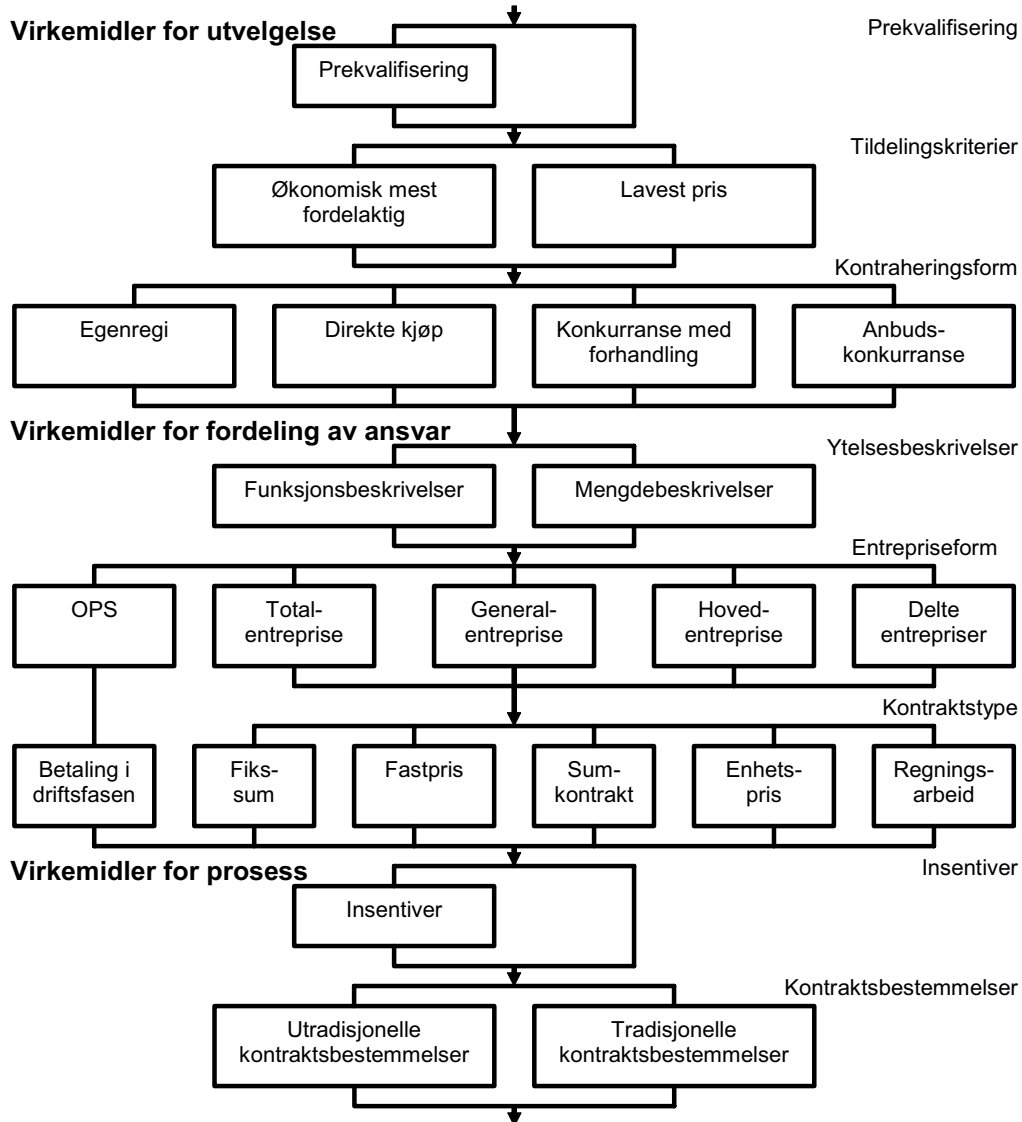 Virkemidler for utvelgelse
Prekvalifisering
Prekvalifisering
Tildelingskriterier
Økonomisk mest
fordelaktig
Lavest pris
Kontraheringsform
Egenregi
Direkte kjøp
Konkurranse med
forhandling
Anbuds-
konkurranse
Virkemidler for fordeling av ansvar
Ytelsesbeskrivelser
Funksjonsbeskrivelser
Mengdebeskrivelser
Entrepriseform
OPS
Total-
entreprise
General-
entreprise
Hoved-
entreprise
Delte
entrepriser
Kontraktstype
Betaling i
driftsfasen
Fiks-
sum
Fastpris
Sum-
kontrakt
Enhets-
pris
Regnings-
arbeid
Virkemidler for prosess
Insentiver
Insentiver
Kontraktsbestemmelser
Utradisjonelle
kontraktsbestemmelser
Tradisjonelle
kontraktsbestemmelser